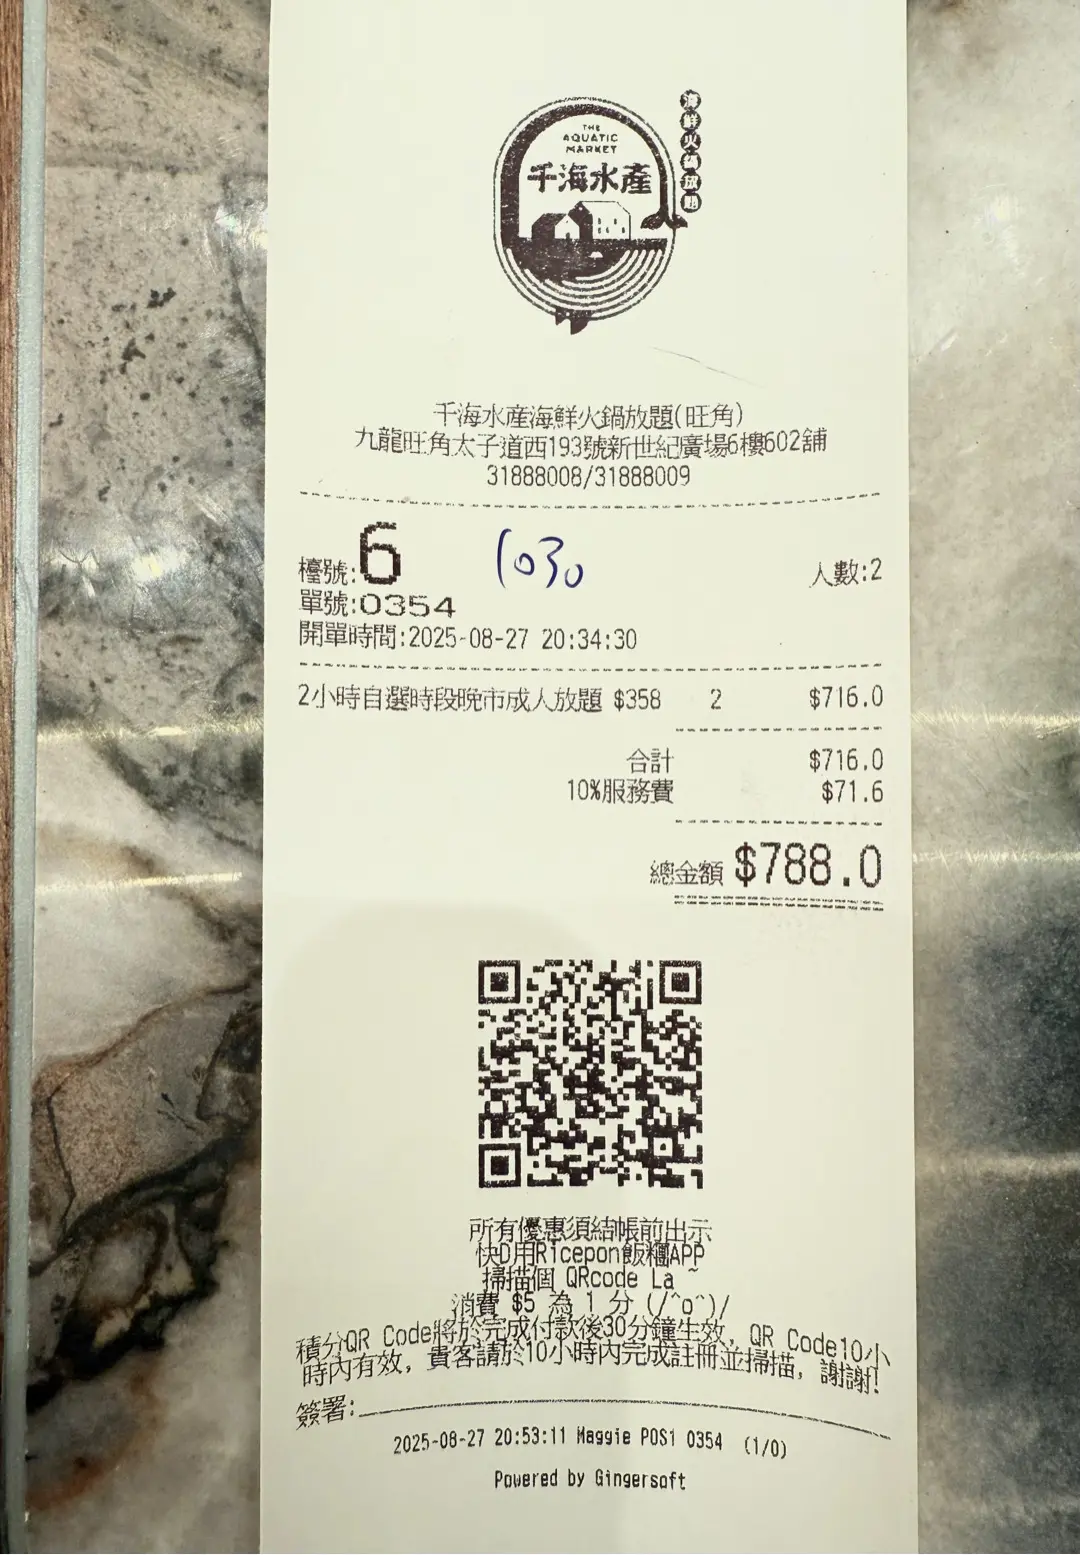 THE
AQUATIC
MARKET
千海水產
海鮮火鍋放題
千海水產海鮮火鍋放題(旺角)
九龍旺角太子道西193號新世紀廣場6樓602舖
31888008/31888009
檯號:6 1030 人數:2
單號:0354
開單時間:2025-08-27 20:34:30
2小時自選時段晚市成人放題 $358 2 $716.0
合計 $716.0
10%服務費 $71.6
總金額 $788.0
所有優惠須結帳前出示
快D用Ricepon飯糰APP
掃描個 QRcode La ~
消費 $5 為 1 分 (/^o^)/
積分QR Code將於完成付款後30分鐘生效, QR Code10小
時內有效, 貴客請於10小時內完成註冊並掃描, 謝謝!
簽署:
2025-08-27 20:53:11 Maggie POS1 0354 (1/0)
Powered by Gingersoft